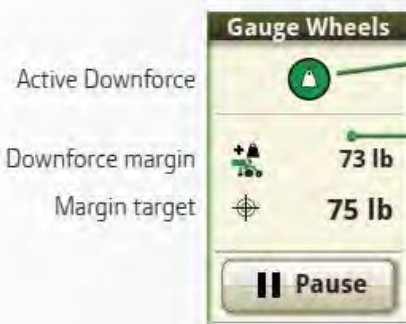 Gauge Wheels
Active Downforce
Downforce margin 73 lb
Margin target 75 lb
Pause